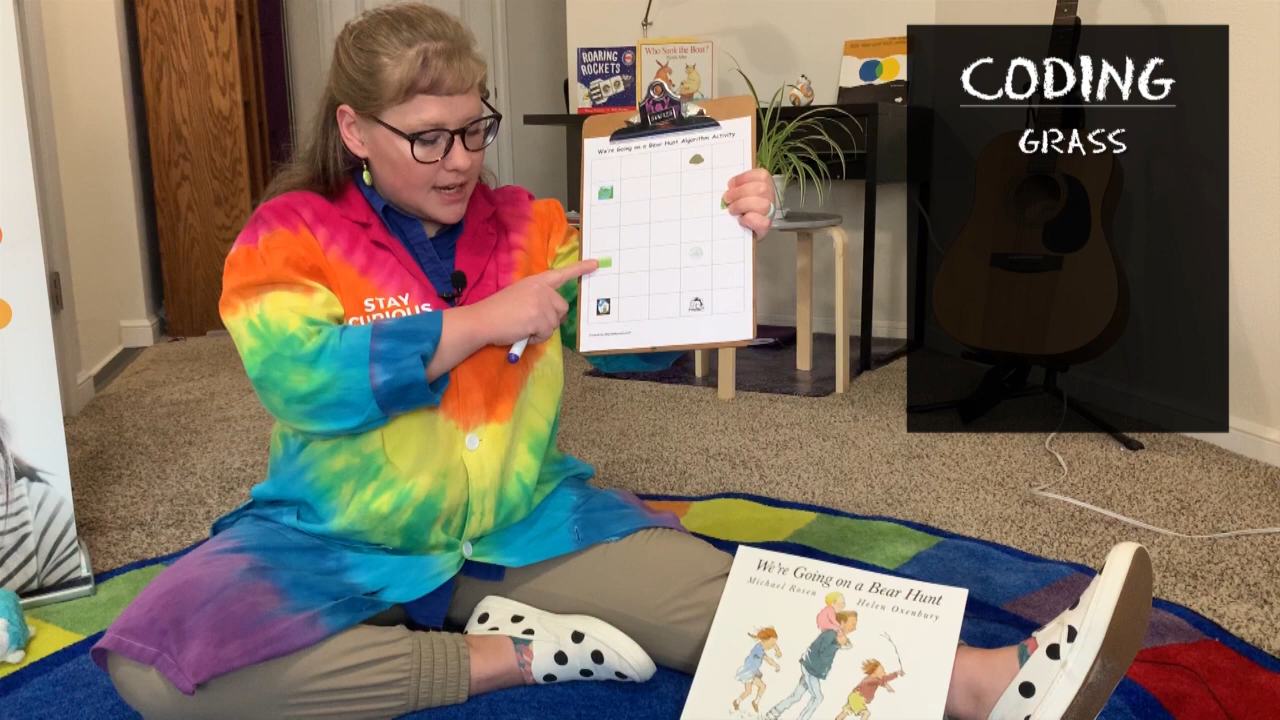 CODING
GRASS
ROARING
ROCKETS
Who Sank the Boat?
We're Going on a Bear Hunt Algorithm Activity
STAY
CURIOUS
We're Going on a Bear Hunt
Michael Rosen Helen Oxenbury